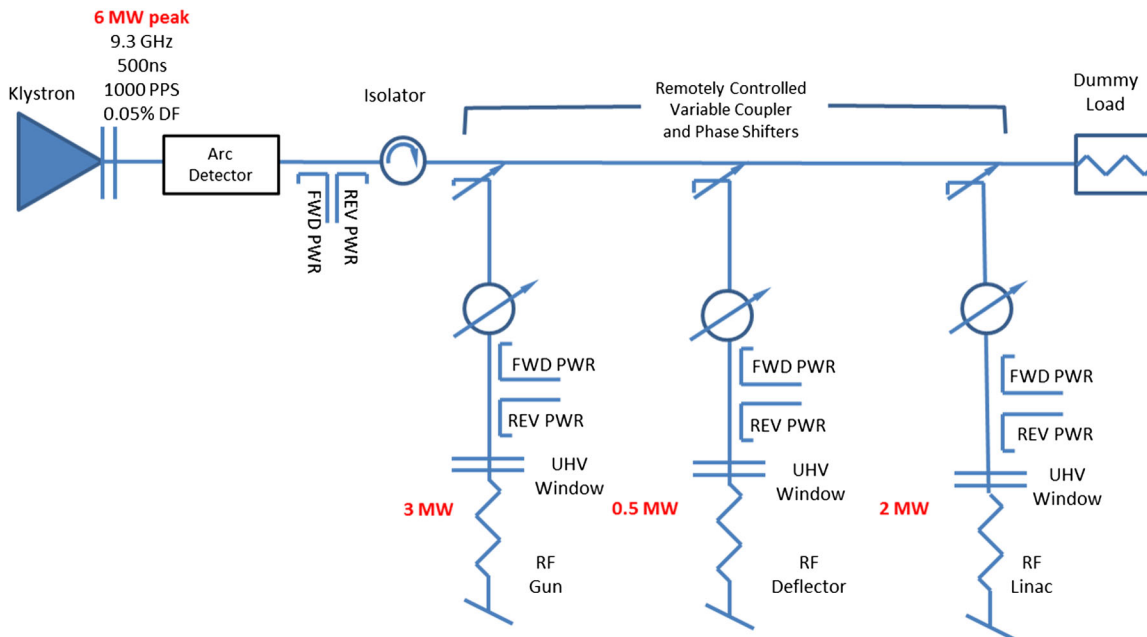 6 MW peak
9.3 GHz
500ns
1000 PPS
0.05% DF
Klystron
Arc
Detector
FWD PWR
REV PWR
Isolator
Remotely Controlled
Variable Coupler
and Phase Shifters
Dummy
Load
FWD PWR
REV PWR
UHV
Window
3 MW
RF
Gun
FWD PWR
REV PWR
UHV
Window
0.5 MW
RF
Deflector
FWD PWR
REV PWR
UHV
Window
2 MW
RF
Linac